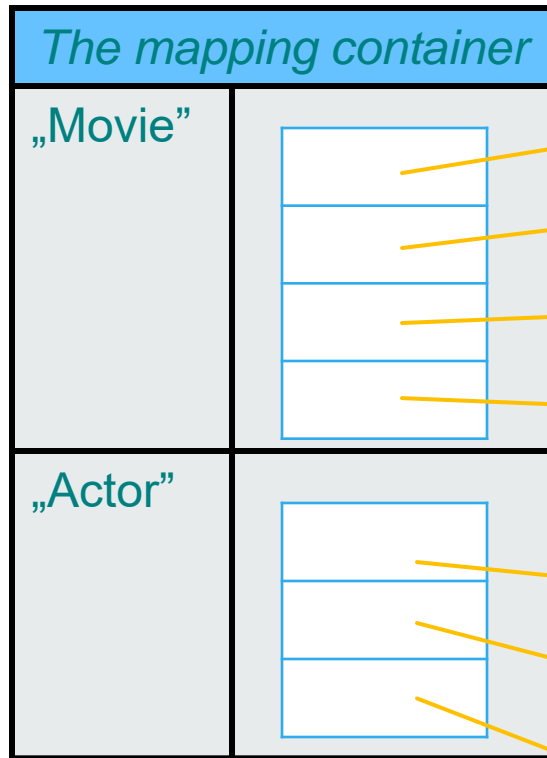 The mapping container
„Movie”
„Actor”